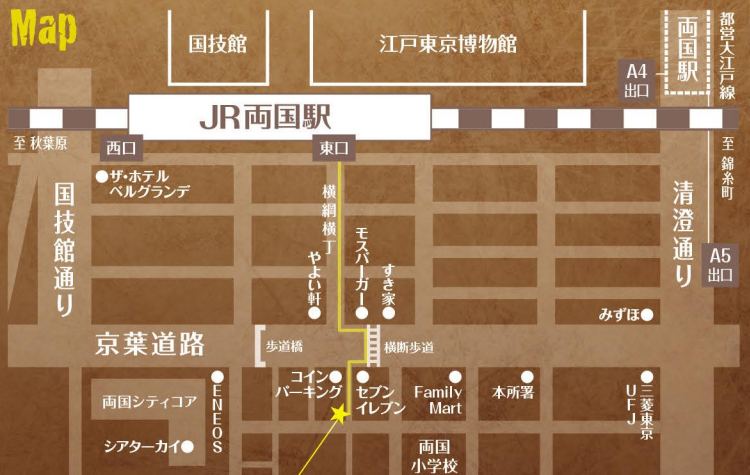 Map
国技館
江戸東京博物館
両国駅
都営大江戸線
A4
出口
JR両国駅
至 秋葉原
西口
東口
至 錦糸町
ザ・ホテル
ベルグランデ
国技館通り
横綱横丁
清澄通り
A5
出口
やよい軒
モスバーガー
すき家
みずほ
京葉道路
歩道橋
横断歩道
両国シティコア
ENEOS
コイン
パーキング
セブン
イレブン
Family
Mart
本所署
三菱東京
UFJ
シアターカイ
両国
小学校